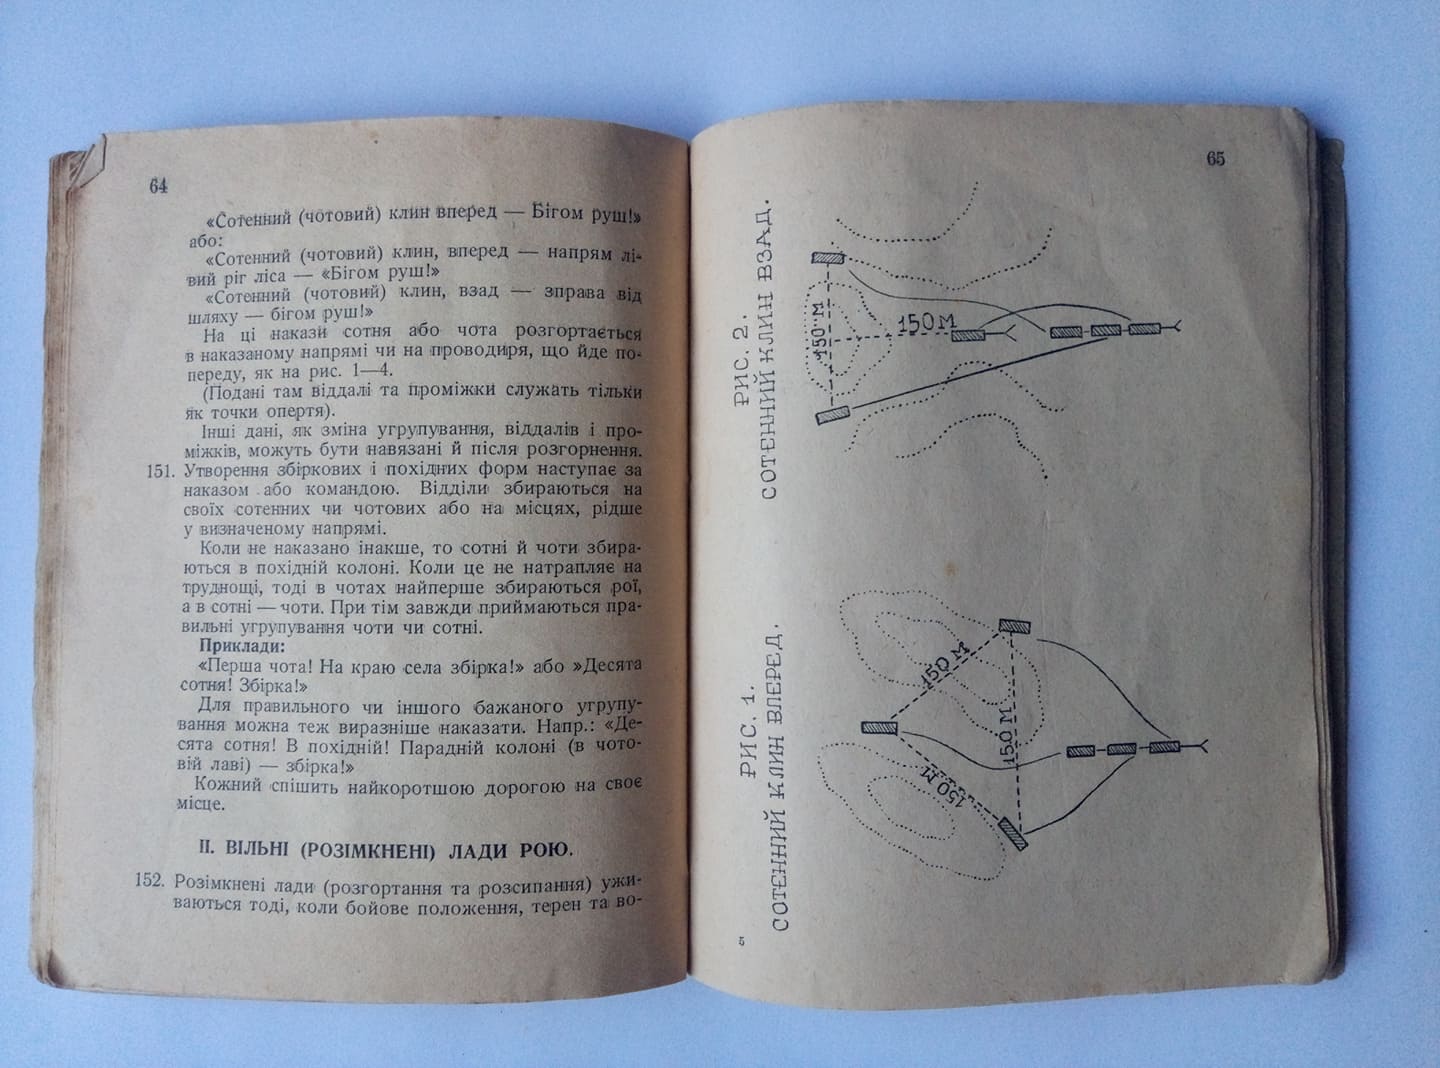 64
«Сотенний (чотовий) клин вперед — Бігом руш!»
або:
«Сотенний (чотовий) клин, вперед — напрям лі-
вий ріг ліса — «Бігом руш!»
«Сотенний (чотовий) клин, взад — зправа від
шляху — бігом руш!»
На ці накази сотня або чота розгортається
в наказаному напрямі чи на проводиря, що йде по-
переду, як на рис. 1—4.
(Подані там віддалі та проміжки служать тільки
як точки опертя).
Інші дані, як зміна угрупування, віддалів і про-
міжків, можуть бути навязані й після розгорнення.
151. Утворення збіркових і похідних форм наступає за
наказом або командою. Відділи збираються на
своїх сотенних чи чотових або на місцях, рідше
у визначеному напрямі.
Коли не наказано інакше, то сотні й чоти збира-
ються в похідній колоні. Коли це не натрапляє на
труднощі, тоді в чотах найперше збираються рої,
а в сотні — чоти. При тім завжди приймаються пра-
вильні угрупування чоти чи сотні.
Приклади:
«Перша чота! На краю села збірка!» або »Десята
сотня! Збірка!»
Для правильного чи іншого бажаного угрупу-
вання можна теж виразніше наказати. Напр.: «Де-
сята сотня! В похідній! Парадній колоні (в чото-
вій лаві) — збірка!»
Кожний спішить найкоротшою дорогою на своє
місце.
II. ВІЛЬНІ (РОЗІМКНЕНІ) ЛАДИ РОЮ.
152. Розімкнені лади (розгортання та розсипання) ужи-
ваються тоді, коли бойове положення, терен та во-
65
РИС. 2.
СОТЕННИЙ КЛИН ВЗАД.
150 М
150 М
РИС. 1.
СОТЕННИЙ КЛИН ВПЕРЕД.
150 М
150 М
150 М
5